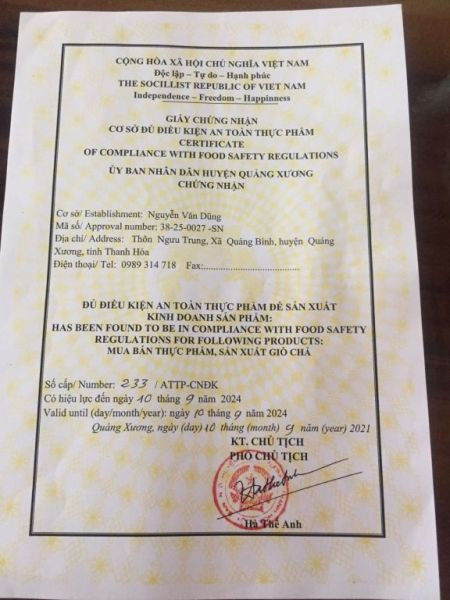 CỘNG HÒA XÃ HỘI CHỦ NGHĨA VIỆT NAM
Độc lập – Tự do – Hạnh phúc
THE SOCILLIST REPUBLIC OF VIET NAM
Independence – Freedom – Happinness
GIẤY CHỨNG NHẬN
CƠ SỞ ĐỦ ĐIỀU KIỆN AN TOÀN THỰC PHẨM
CERTIFICATE
OF COMPLIANCE WITH FOOD SAFETY REGULATIONS
ỦY BAN NHÂN DÂN HUYỆN QUẢNG XƯƠNG
CHỨNG NHẬN
Cơ sở/ Establishment: Nguyễn Văn Dũng
Mã số/ Approval number: 38-25-0027 -SN
Địa chỉ/ Address: Thôn Ngưu Trung, Xã Quảng Bình, huyện Quảng
Xương, tỉnh Thanh Hóa
Điện thoại/ Tel: 0989 314 718 Fax:..............................
ĐỦ ĐIỀU KIỆN AN TOÀN THỰC PHẨM ĐỂ SẢN XUẤT
KINH DOANH SẢN PHẨM:
HAS BEEN FOUND TO BE IN COMPLIANCE WITH FOOD SAFETY
REGULATIONS FOR FOLLOWING PRODUCTS:
MUA BÁN THỰC PHẨM, SẢN XUẤT GIÒ CHẢ
Số cấp/ Number: 233 / ATTP-CNĐK
Có hiệu lực đến ngày 10 tháng 9 năm 2024
Valid until (day/month/year): ngày 10 tháng 9 năm 2024
Quảng Xương, ngày (day) 10 tháng (month) 9 năm (year) 2021
KT. CHỦ TỊCH
PHÓ CHỦ TỊCH
Hà Thế Anh